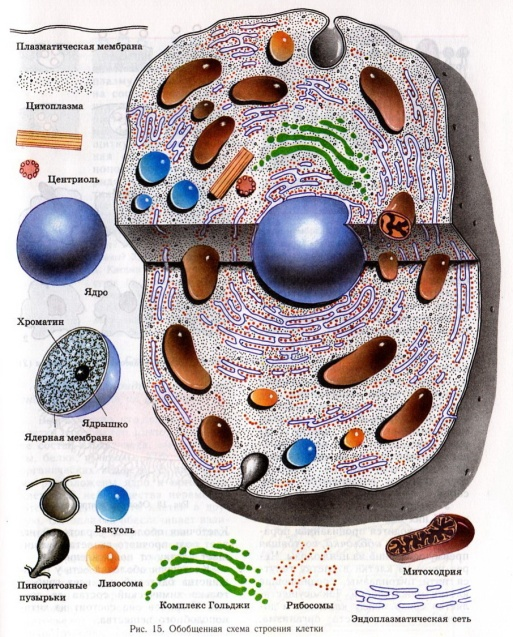 Плазматическая мембрана
Цитоплазма
Центриоль
Ядро
Хроматин
Ядрышко
Ядерная мембрана
Вакуоль
Пиноцитозные
пузырьки
Лизосома
Комплекс Гольджи
Рибосомы
Митоходрия
Эндоплазматическая сеть
Рис. 15. Обобщенная схема строения клетки